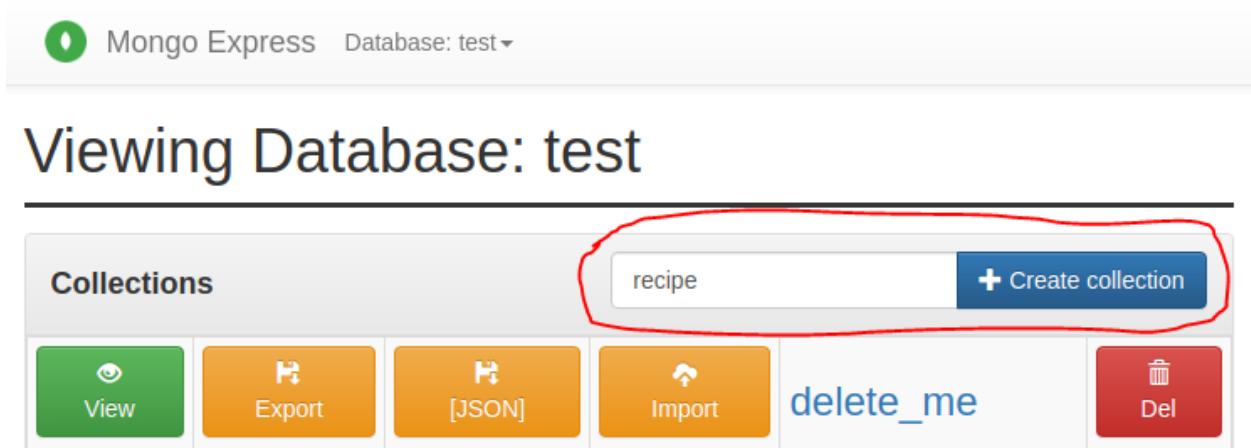 Mongo Express Database: test
Viewing Database: test
Collections recipe Create collection
View Export [JSON] Import delete_me Del